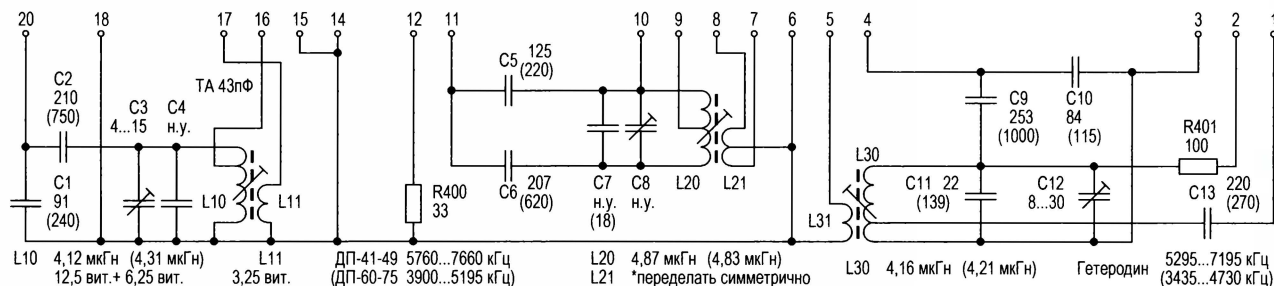 20 18 17 16 15 14 12 11 10 9 8 7 6 5 4 3 2 1
ТА 43пФ
C2
210
(750)
C3
4...15
C4
н.у.
C1
91
(240)
L10
L11
R400
33
C5
125
(220)
C6
207
(620)
C7
н.у.
(18)
C8
н.у.
L20
L21
L31
L30
C9
253
(1000)
C10
84
(115)
C11 22
(139)
C12
8...30
R401
100
C13
220
(270)
L10 4,12 мкГн (4,31 мкГн)
12,5 вит.+ 6,25 вит.
L11
3,25 вит.
ДП-41-49 5760...7660 кГц
(ДП-60-75 3900...5195 кГц)
L20 4,87 мкГн (4,83 мкГн)
L21 *переделать симметрично
L30 4,16 мкГн (4,21 мкГн)
Гетеродин
5295...7195 кГц
(3435...4730 кГц)